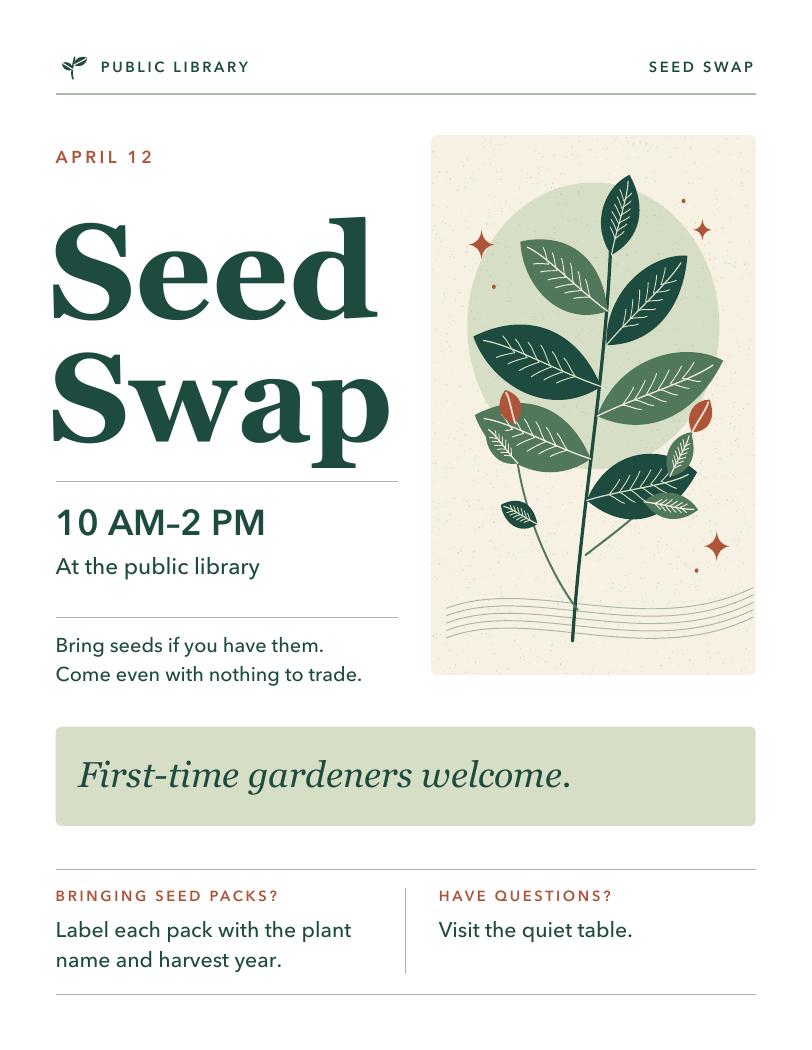 PUBLIC LIBRARY
SEED SWAP
APRIL 12
Seed
Swap
10 AM–2 PM
At the public library
Bring seeds if you have them.
Come even with nothing to trade.
First-time gardeners welcome.
BRINGING SEED PACKS?
Label each pack with the plant
name and harvest year.
HAVE QUESTIONS?
Visit the quiet table.